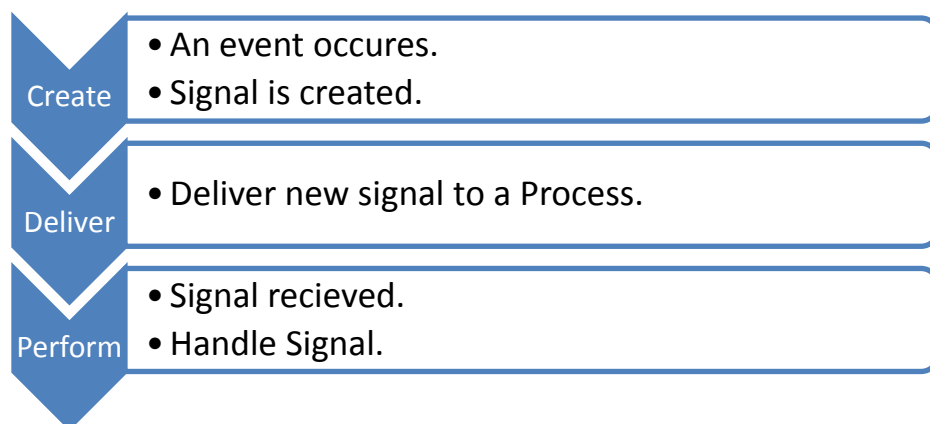 Create
• An event occures.
• Signal is created.
Deliver
• Deliver new signal to a Process.
Perform
• Signal recieved.
• Handle Signal.